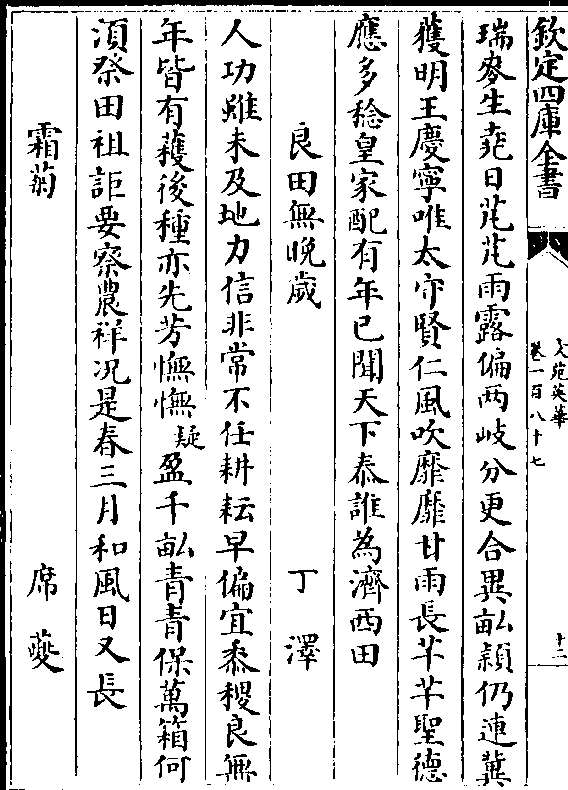 欽定四庫全書
文苑英華
卷一百八十七
十二
瑞麥生堯日芃芃雨露偏两岐分更合異畝穎仍連冀
獲明王慶寧唯太守賢仁風吹靡靡甘雨長芊芊聖德
應多稔皇家配有年已聞天下泰誰為濟西田
良田無晚歲 丁澤
人功雖未及地力信非常不任耕耘早偏宜黍稷良無
年皆有穫後種亦先芳憮憮疑盈千畝青青保萬箱何
湏祭田祖詎要察農祥况是春三月和風日又長
霜菊 席夔